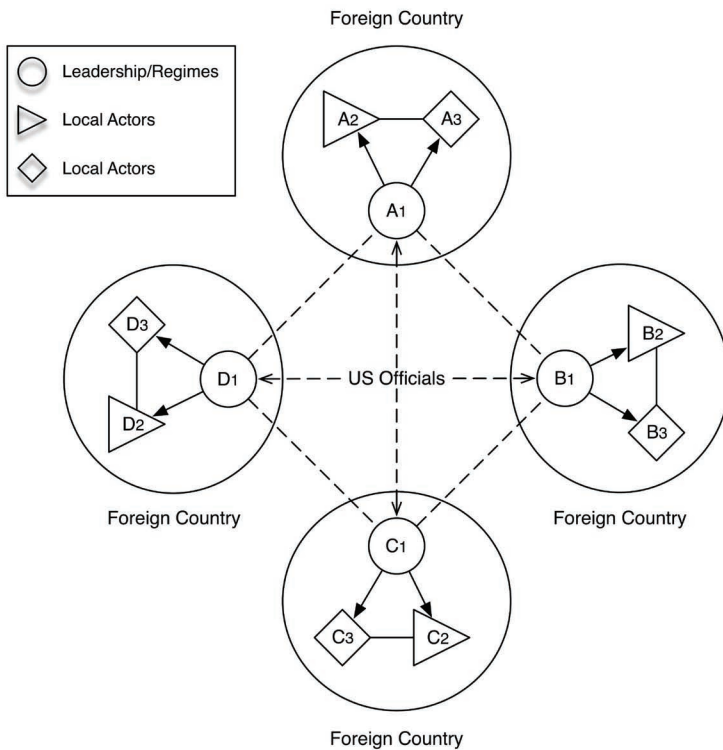 Foreign Country
Leadership/Regimes
Local Actors
Local Actors
A2
A3
A1
D3
D1
D2
US Officials
B2
B1
B3
Foreign Country
Foreign Country
C1
C3
C2
Foreign Country